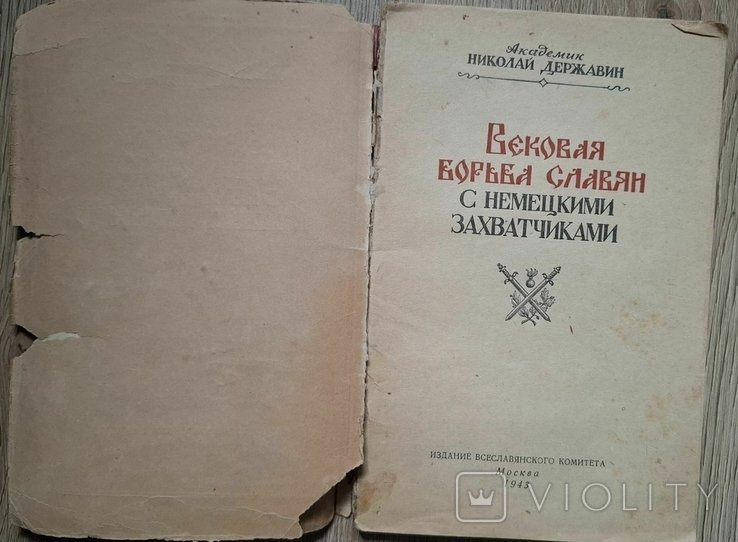 Академик
НИКОЛАЙ ДЕРЖАВИН
Вековая
борьба славян
с немецкими
захватчиками
ИЗДАНИЕ ВСЕСЛАВЯНСКОГО КОМИТЕТА
Москва
1943
VIOLITY